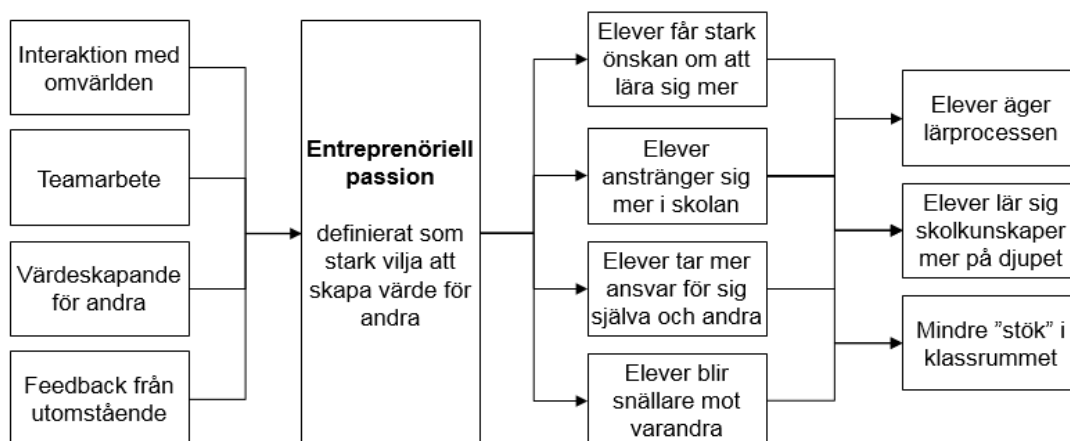 Interaktion med
omvärlden
Teamarbete
Värdeskapande
för andra
Feedback från
utomstående
Entreprenöriell
passion
definierat som
stark vilja att
skapa värde för
andra
Elever får stark
önskan om att
lära sig mer
Elever
anstränger sig
mer i skolan
Elever tar mer
ansvar för sig
själva och andra
Elever blir
snällare mot
varandra
Elever äger
lärprocessen
Elever lär sig
skolkunskaper
mer på djupet
Mindre ”stök” i
klassrummet